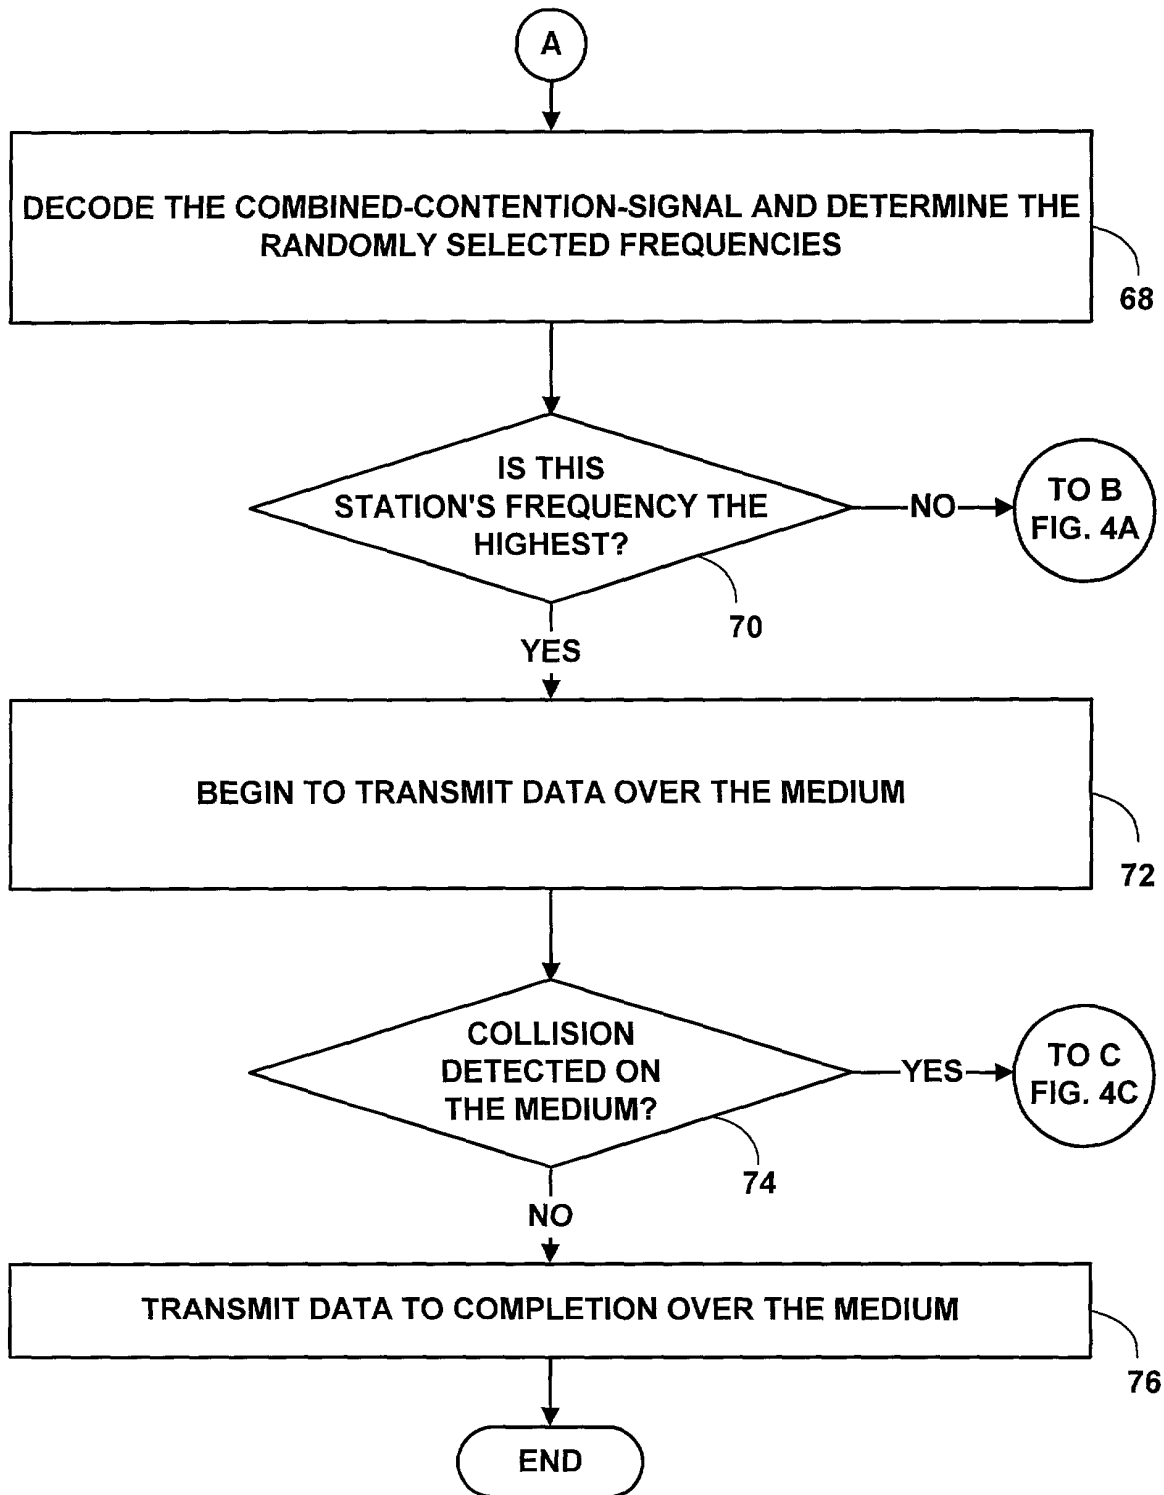 A
DECODE THE COMBINED-CONTENTION-SIGNAL AND DETERMINE THE
RANDOMLY SELECTED FREQUENCIES
68
IS THIS
STATION'S FREQUENCY THE
HIGHEST?
NO
TO B
FIG. 4A
70
YES
BEGIN TO TRANSMIT DATA OVER THE MEDIUM
72
COLLISION
DETECTED ON
THE MEDIUM?
YES
TO C
FIG. 4C
74
NO
TRANSMIT DATA TO COMPLETION OVER THE MEDIUM
76
END